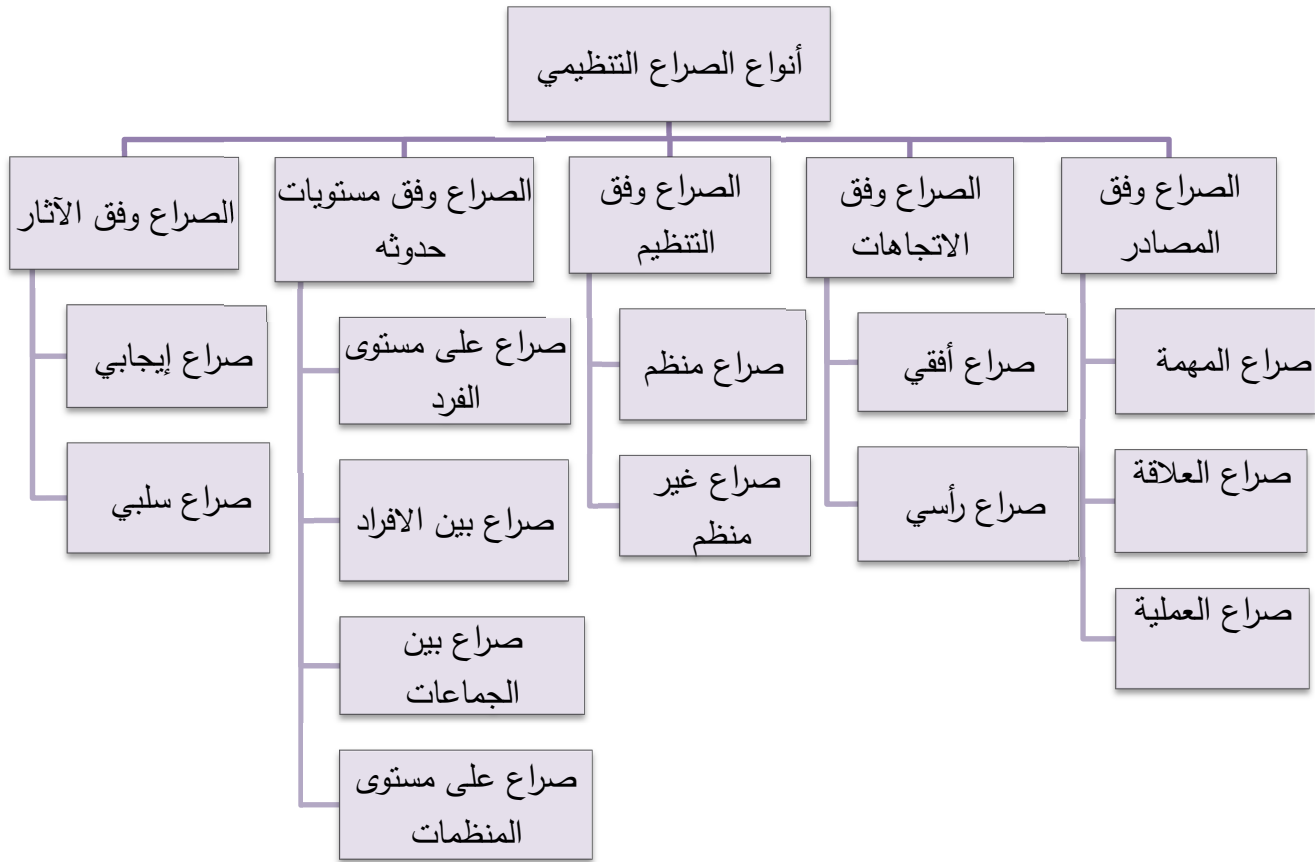 أنواع الصراع التنظيمي
الصراع وفق
المصادر
صراع المهمة
صراع العلاقة
صراع العملية
الصراع وفق
الاتجاهات
صراع أفقي
صراع رأسي
الصراع وفق
التنظيم
صراع منظم
صراع غير
منظم
الصراع وفق مستويات
حدوثه
صراع على مستوى
الفرد
صراع بين الافراد
صراع بين
الجماعات
صراع على مستوى
المنظمات
الصراع وفق الآثار
صراع إيجابي
صراع سلبي